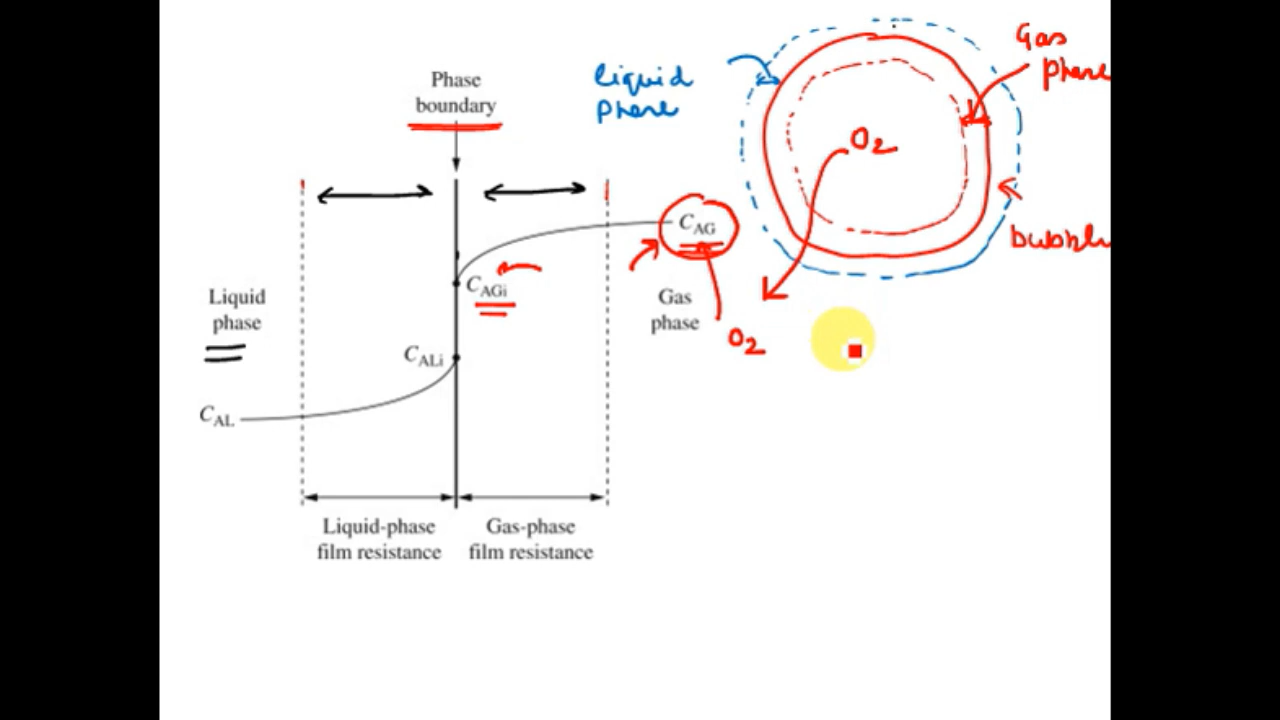 Phase
boundary
Liquid
phase
C_AL
C_ALi
C_AGi
C_AG
Gas
phase
O2
Liquid-phase
film resistance
Gas-phase
film resistance
liquid
phase
Gas
phase
O2
bubble